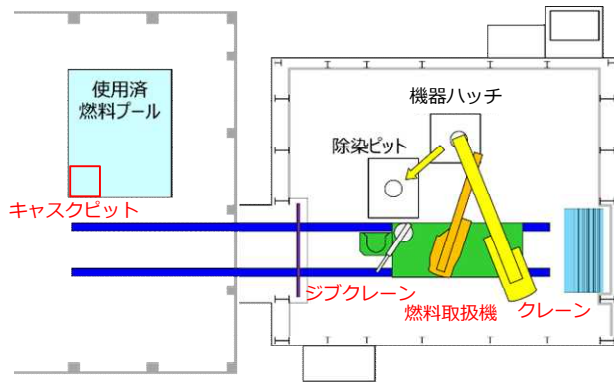 使用済
燃料プール
機器ハッチ
除染ピット
キャスクピット
ジブクレーン
燃料取扱機
クレーン